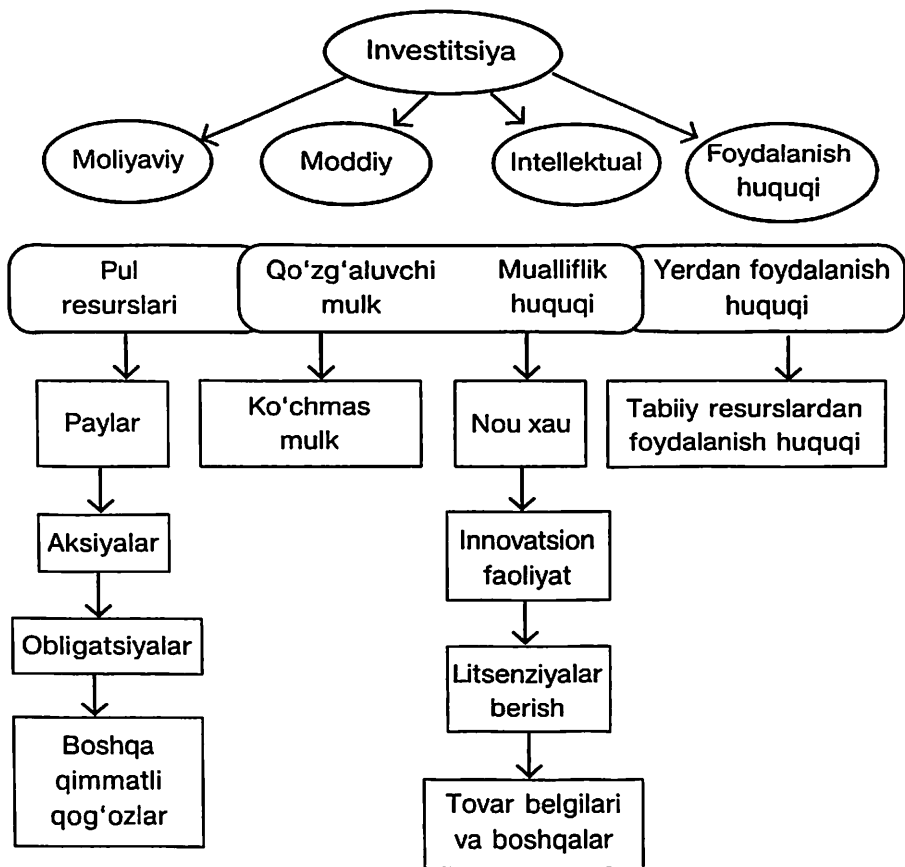 Investitsiya
Moliyaviy
Moddiy
Intellektual
Foydalanish
huquqi
Pul
resurslari
Qo‘zg‘aluvchi
mulk
Mualliflik
huquqi
Yerdan foydalanish
huquqi
Paylar
Ko‘chmas
mulk
Nou xau
Tabiiy resurslardan
foydalanish huquqi
Aksiyalar
Innovatsion
faoliyat
Obligatsiyalar
Litsenziyalar
berish
Boshqa
qimmatli
qog‘ozlar
Tovar belgilari
va boshqalar